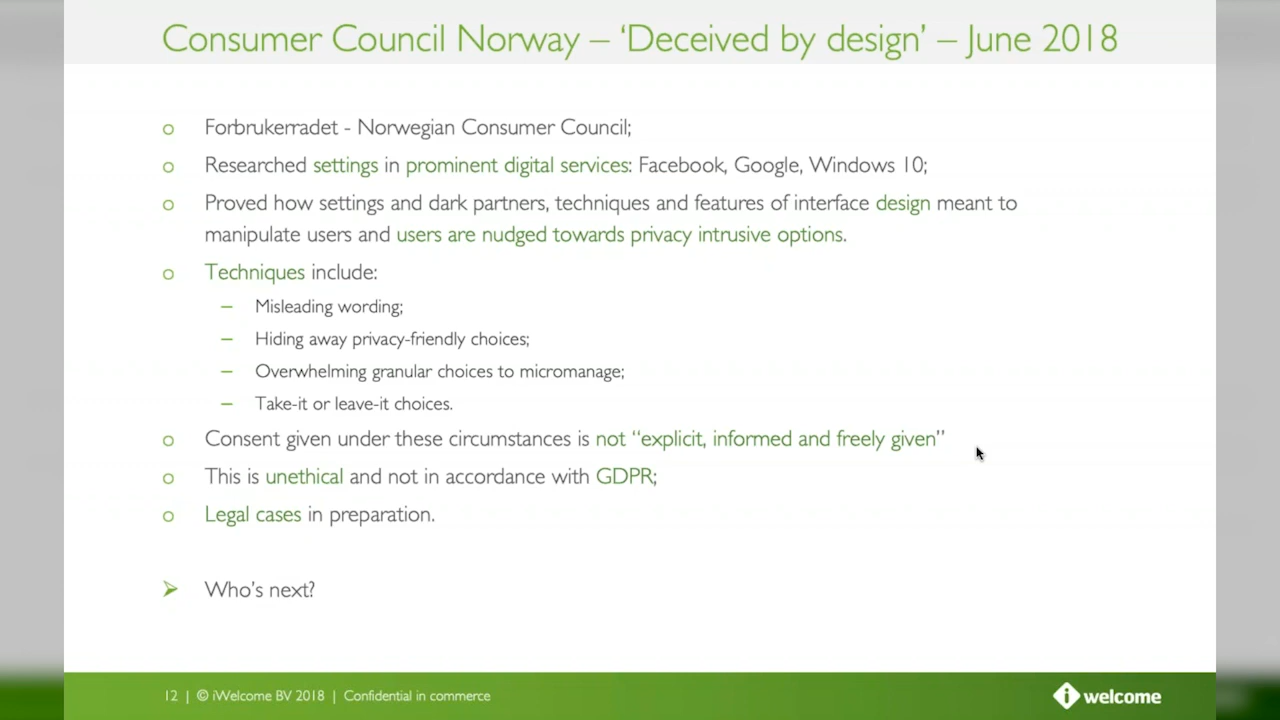 Consumer Council Norway – ‘Deceived by design’ – June 2018
o Forbrukerradet - Norwegian Consumer Council;
o Researched settings in prominent digital services: Facebook, Google, Windows 10;
o Proved how settings and dark partners, techniques and features of interface design meant to
manipulate users and users are nudged towards privacy intrusive options.
o Techniques include:
– Misleading wording;
– Hiding away privacy-friendly choices;
– Overwhelming granular choices to micromanage;
– Take-it or leave-it choices.
o Consent given under these circumstances is not “explicit, informed and freely given”
o This is unethical and not in accordance with GDPR;
o Legal cases in preparation.
➢ Who’s next?
12 | © iWelcome BV 2018 | Confidential in commerce
i welcome